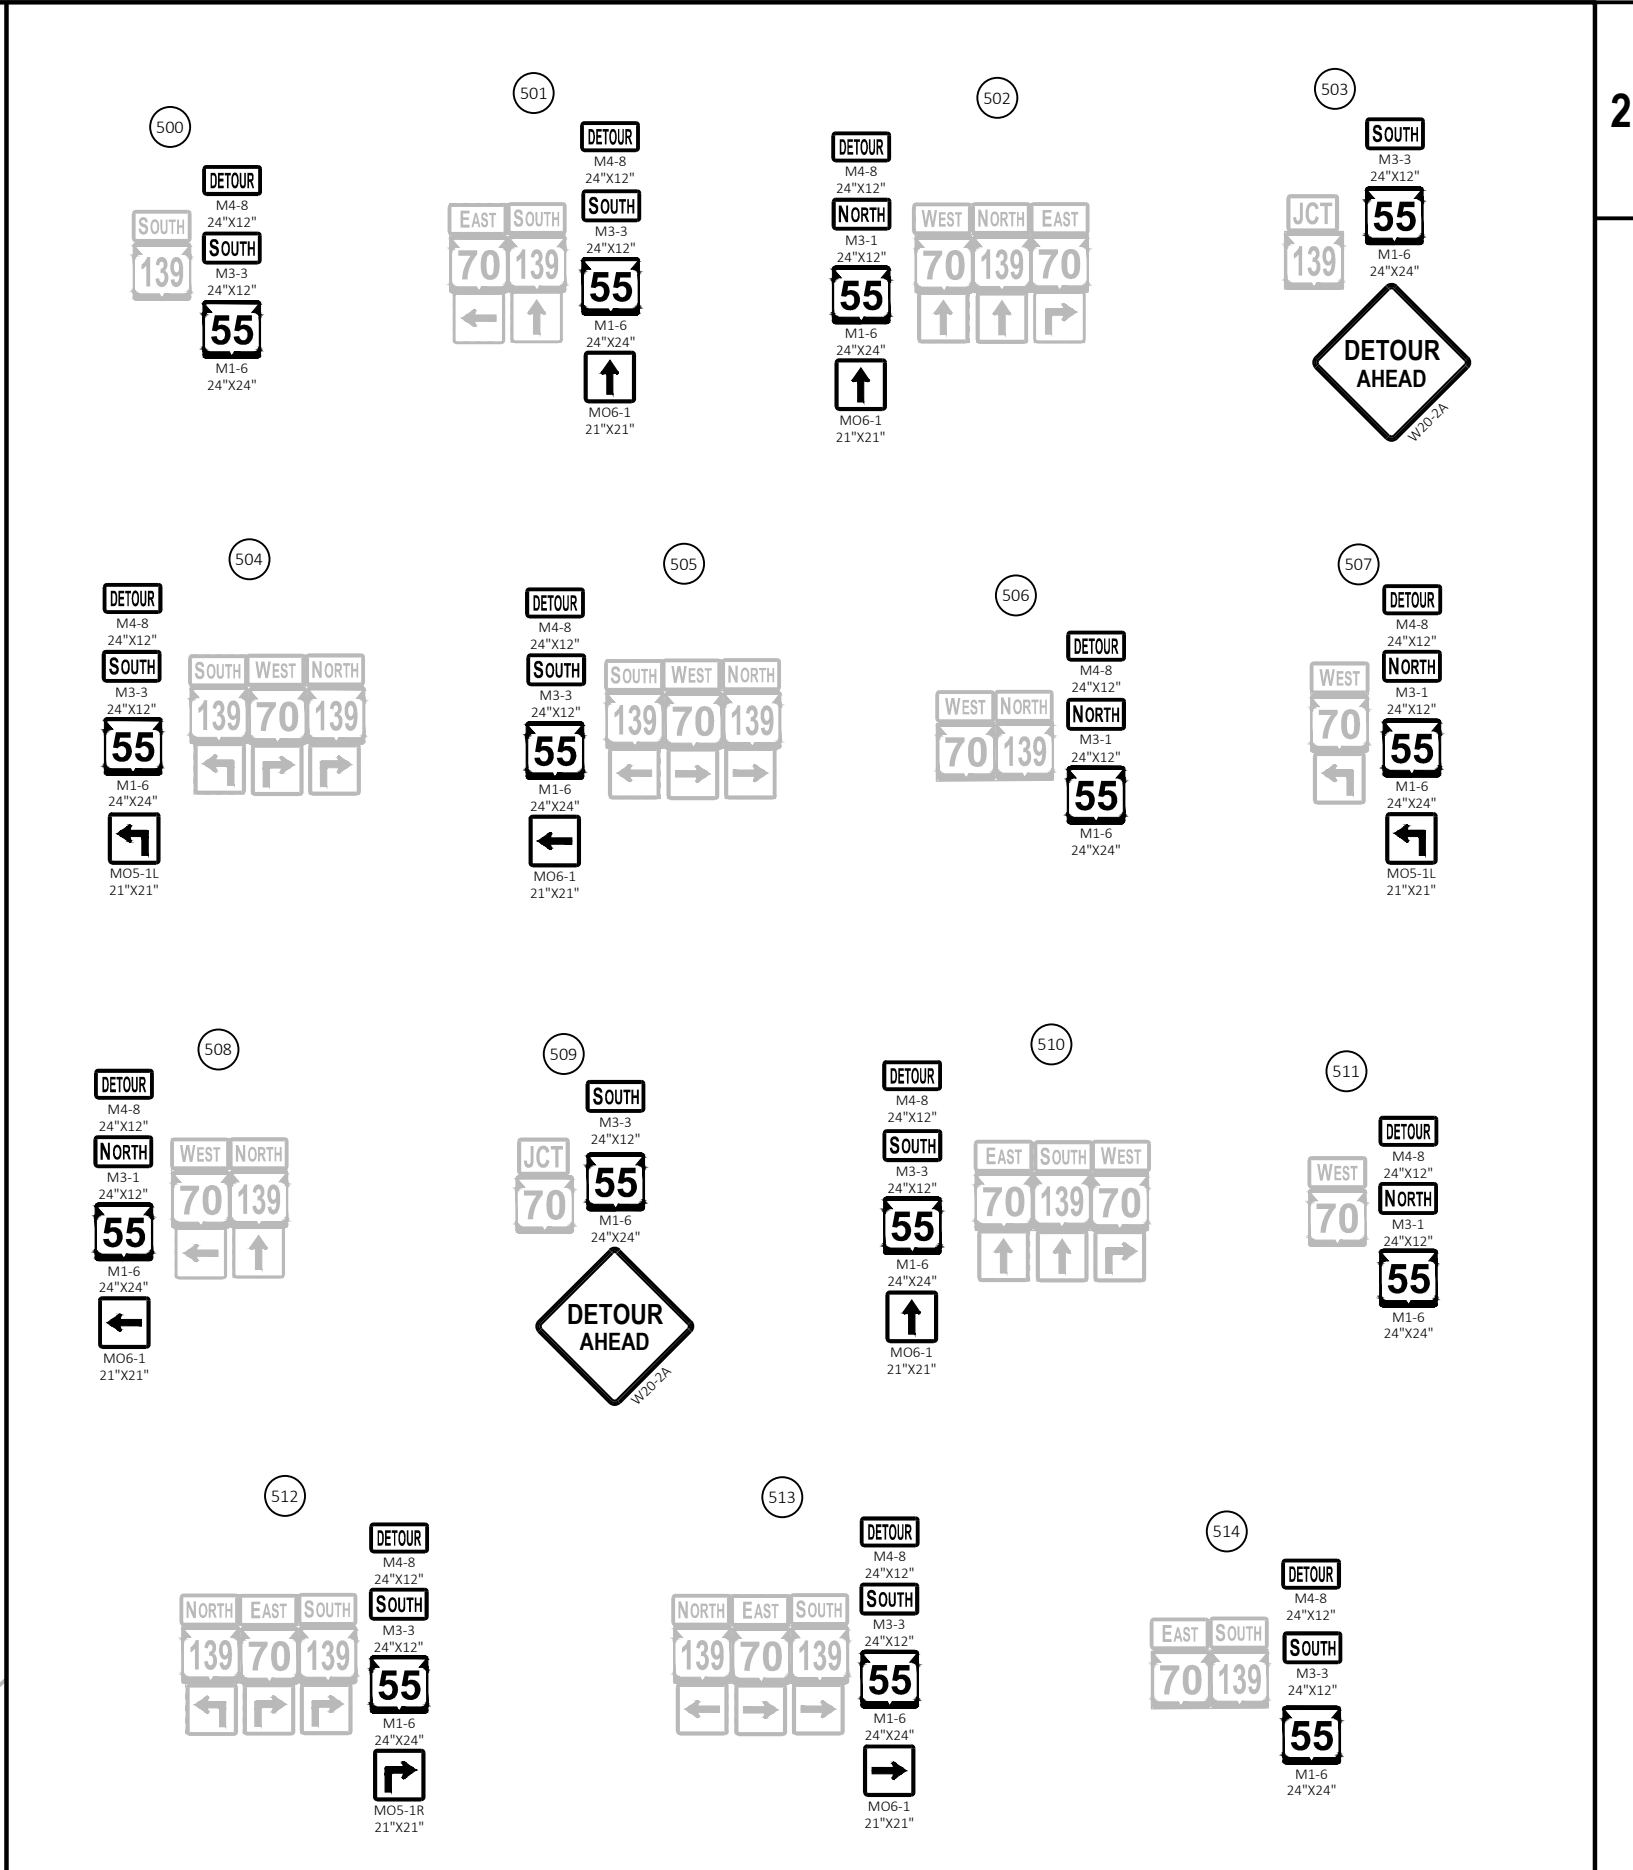 2
500
DETOUR
M4-8
24"X12"
SOUTH
139
SOUTH
M3-3
24"X12"
55
M1-6
24"X24"
501
DETOUR
M4-8
24"X12"
EAST SOUTH
70 139
SOUTH
M3-3
24"X12"
55
M1-6
24"X24"
MO6-1
21"X21"
502
DETOUR
M4-8
24"X12"
NORTH
M3-1
24"X12"
55
M1-6
24"X24"
MO6-1
21"X21"
WEST NORTH EAST
70 139 70
503
SOUTH
M3-3
24"X12"
JCT
139
55
M1-6
24"X24"
DETOUR
AHEAD
W20-2A
504
DETOUR
M4-8
24"X12"
SOUTH
M3-3
24"X12"
55
M1-6
24"X24"
MO5-1L
21"X21"
SOUTH WEST NORTH
139 70 139
505
DETOUR
M4-8
24"X12"
SOUTH
M3-3
24"X12"
55
M1-6
24"X24"
MO6-1
21"X21"
SOUTH WEST NORTH
139 70 139
506
DETOUR
M4-8
24"X12"
WEST NORTH
70 139
NORTH
M3-1
24"X12"
55
M1-6
24"X24"
507
DETOUR
M4-8
24"X12"
WEST
70
NORTH
M3-1
24"X12"
55
M1-6
24"X24"
MO5-1L
21"X21"
508
DETOUR
M4-8
24"X12"
NORTH
M3-1
24"X12"
55
M1-6
24"X24"
MO6-1
21"X21"
WEST NORTH
70 139
509
SOUTH
M3-3
24"X12"
JCT
70
55
M1-6
24"X24"
DETOUR
AHEAD
W20-2A
510
DETOUR
M4-8
24"X12"
SOUTH
M3-3
24"X12"
55
M1-6
24"X24"
MO6-1
21"X21"
EAST SOUTH WEST
70 139 70
511
DETOUR
M4-8
24"X12"
WEST
70
NORTH
M3-1
24"X12"
55
M1-6
24"X24"
512
DETOUR
M4-8
24"X12"
NORTH EAST SOUTH
139 70 139
SOUTH
M3-3
24"X12"
55
M1-6
24"X24"
MO5-1R
21"X21"
513
DETOUR
M4-8
24"X12"
NORTH EAST SOUTH
139 70 139
SOUTH
M3-3
24"X12"
55
M1-6
24"X24"
MO6-1
21"X21"
514
DETOUR
M4-8
24"X12"
EAST SOUTH
70 139
SOUTH
M3-3
24"X12"
55
M1-6
24"X24"